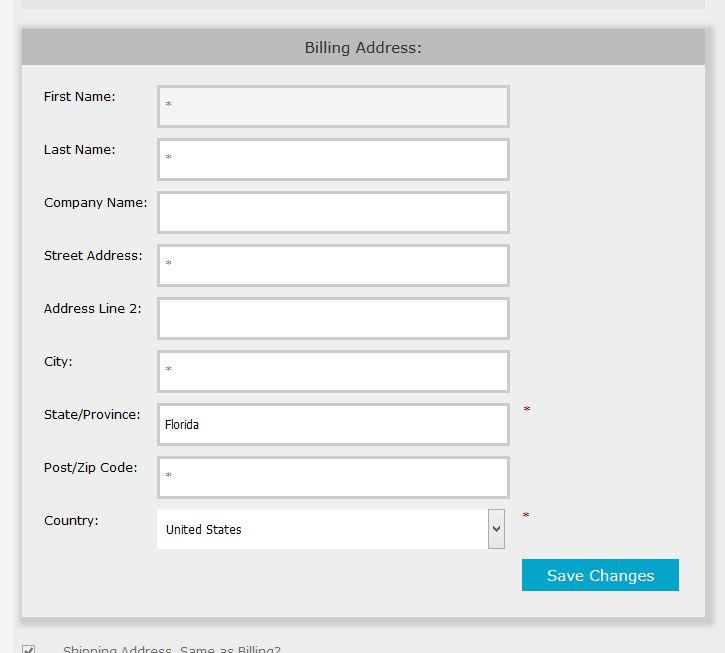 Billing Address:
First Name: *
Last Name: *
Company Name:
Street Address: *
Address Line 2:
City: *
State/Province: Florida *
Post/Zip Code: *
Country: United States *
Save Changes
Shipping Address, Same as Billing?